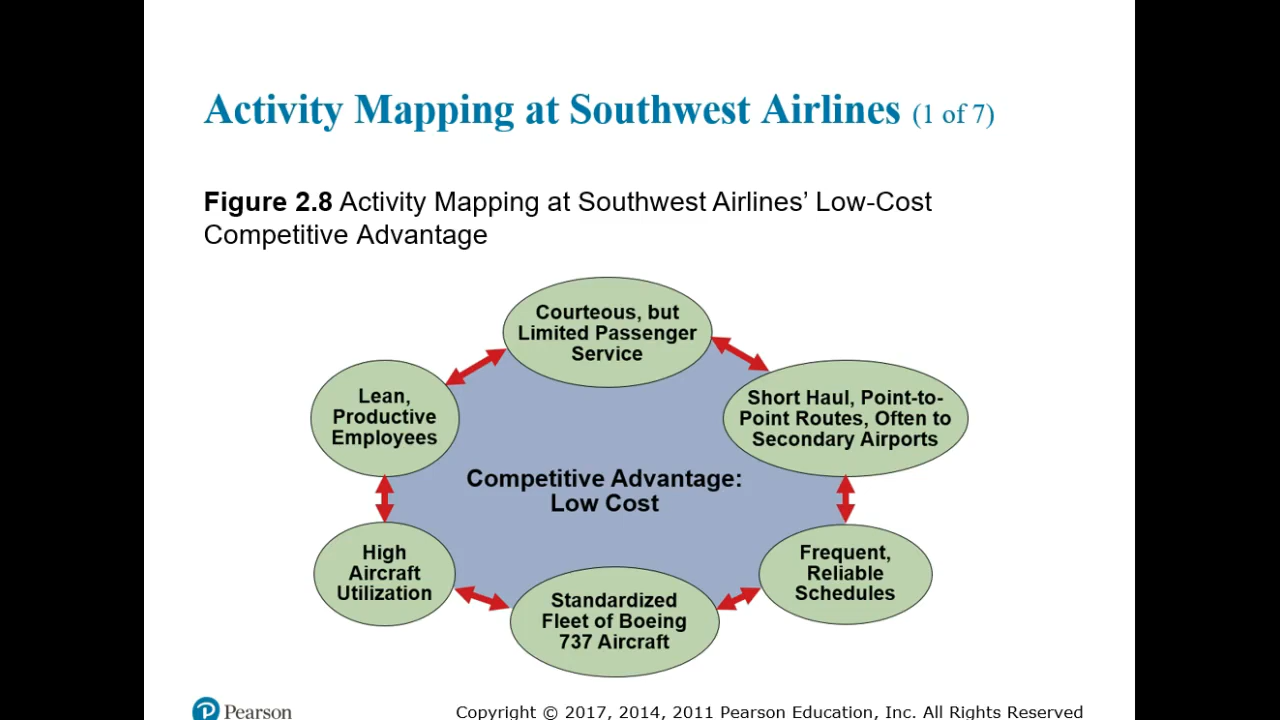 Activity Mapping at Southwest Airlines (1 of 7)
Figure 2.8 Activity Mapping at Southwest Airlines’ Low-Cost
Competitive Advantage
Courteous, but
Limited Passenger
Service
Lean,
Productive
Employees
Short Haul, Point-to-
Point Routes, Often to
Secondary Airports
Competitive Advantage:
Low Cost
High
Aircraft
Utilization
Frequent,
Reliable
Schedules
Standardized
Fleet of Boeing
737 Aircraft
P Pearson
Copyright © 2017, 2014, 2011 Pearson Education, Inc. All Rights Reserved